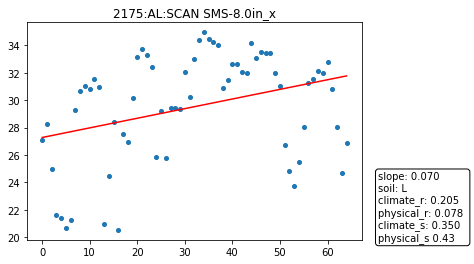 2175:AL:SCAN SMS-8.0in_x
34
32
30
28
26
24
22
20
0 10 20 30 40 50 60
slope: 0.070
soil: L
climate_r: 0.205
physical_r: 0.078
climate_s: 0.350
physical_s 0.43